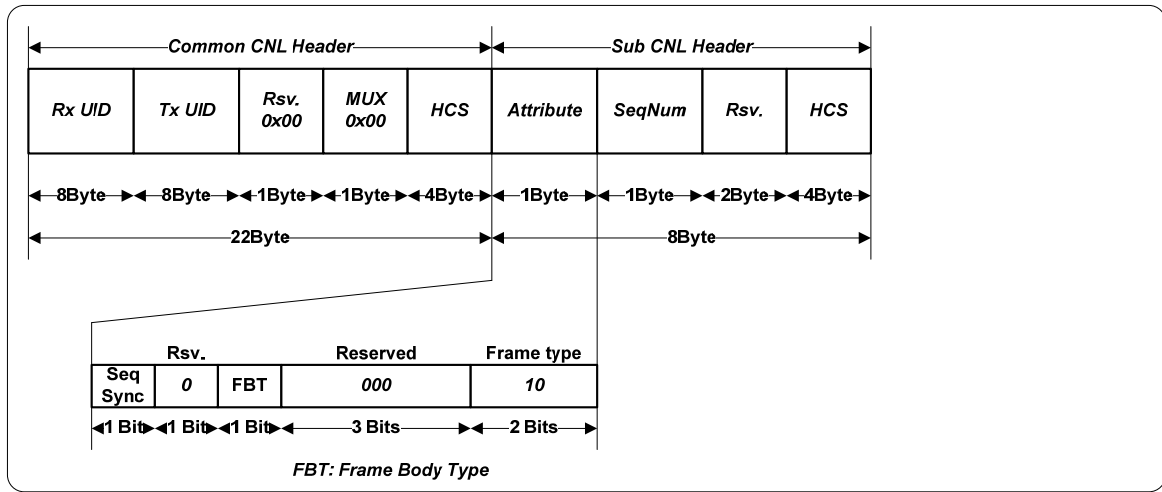 Common CNL Header Sub CNL Header
Rx UID Tx UID Rsv. 0x00 MUX 0x00 HCS Attribute SeqNum Rsv. HCS
8Byte 8Byte 1Byte 1Byte 4Byte 1Byte 1Byte 2Byte 4Byte
22Byte 8Byte
Rsv. Reserved Frame type
Seq Sync 0 FBT 000 10
1 Bit 1 Bit 1 Bit 3 Bits 2 Bits
FBT: Frame Body Type